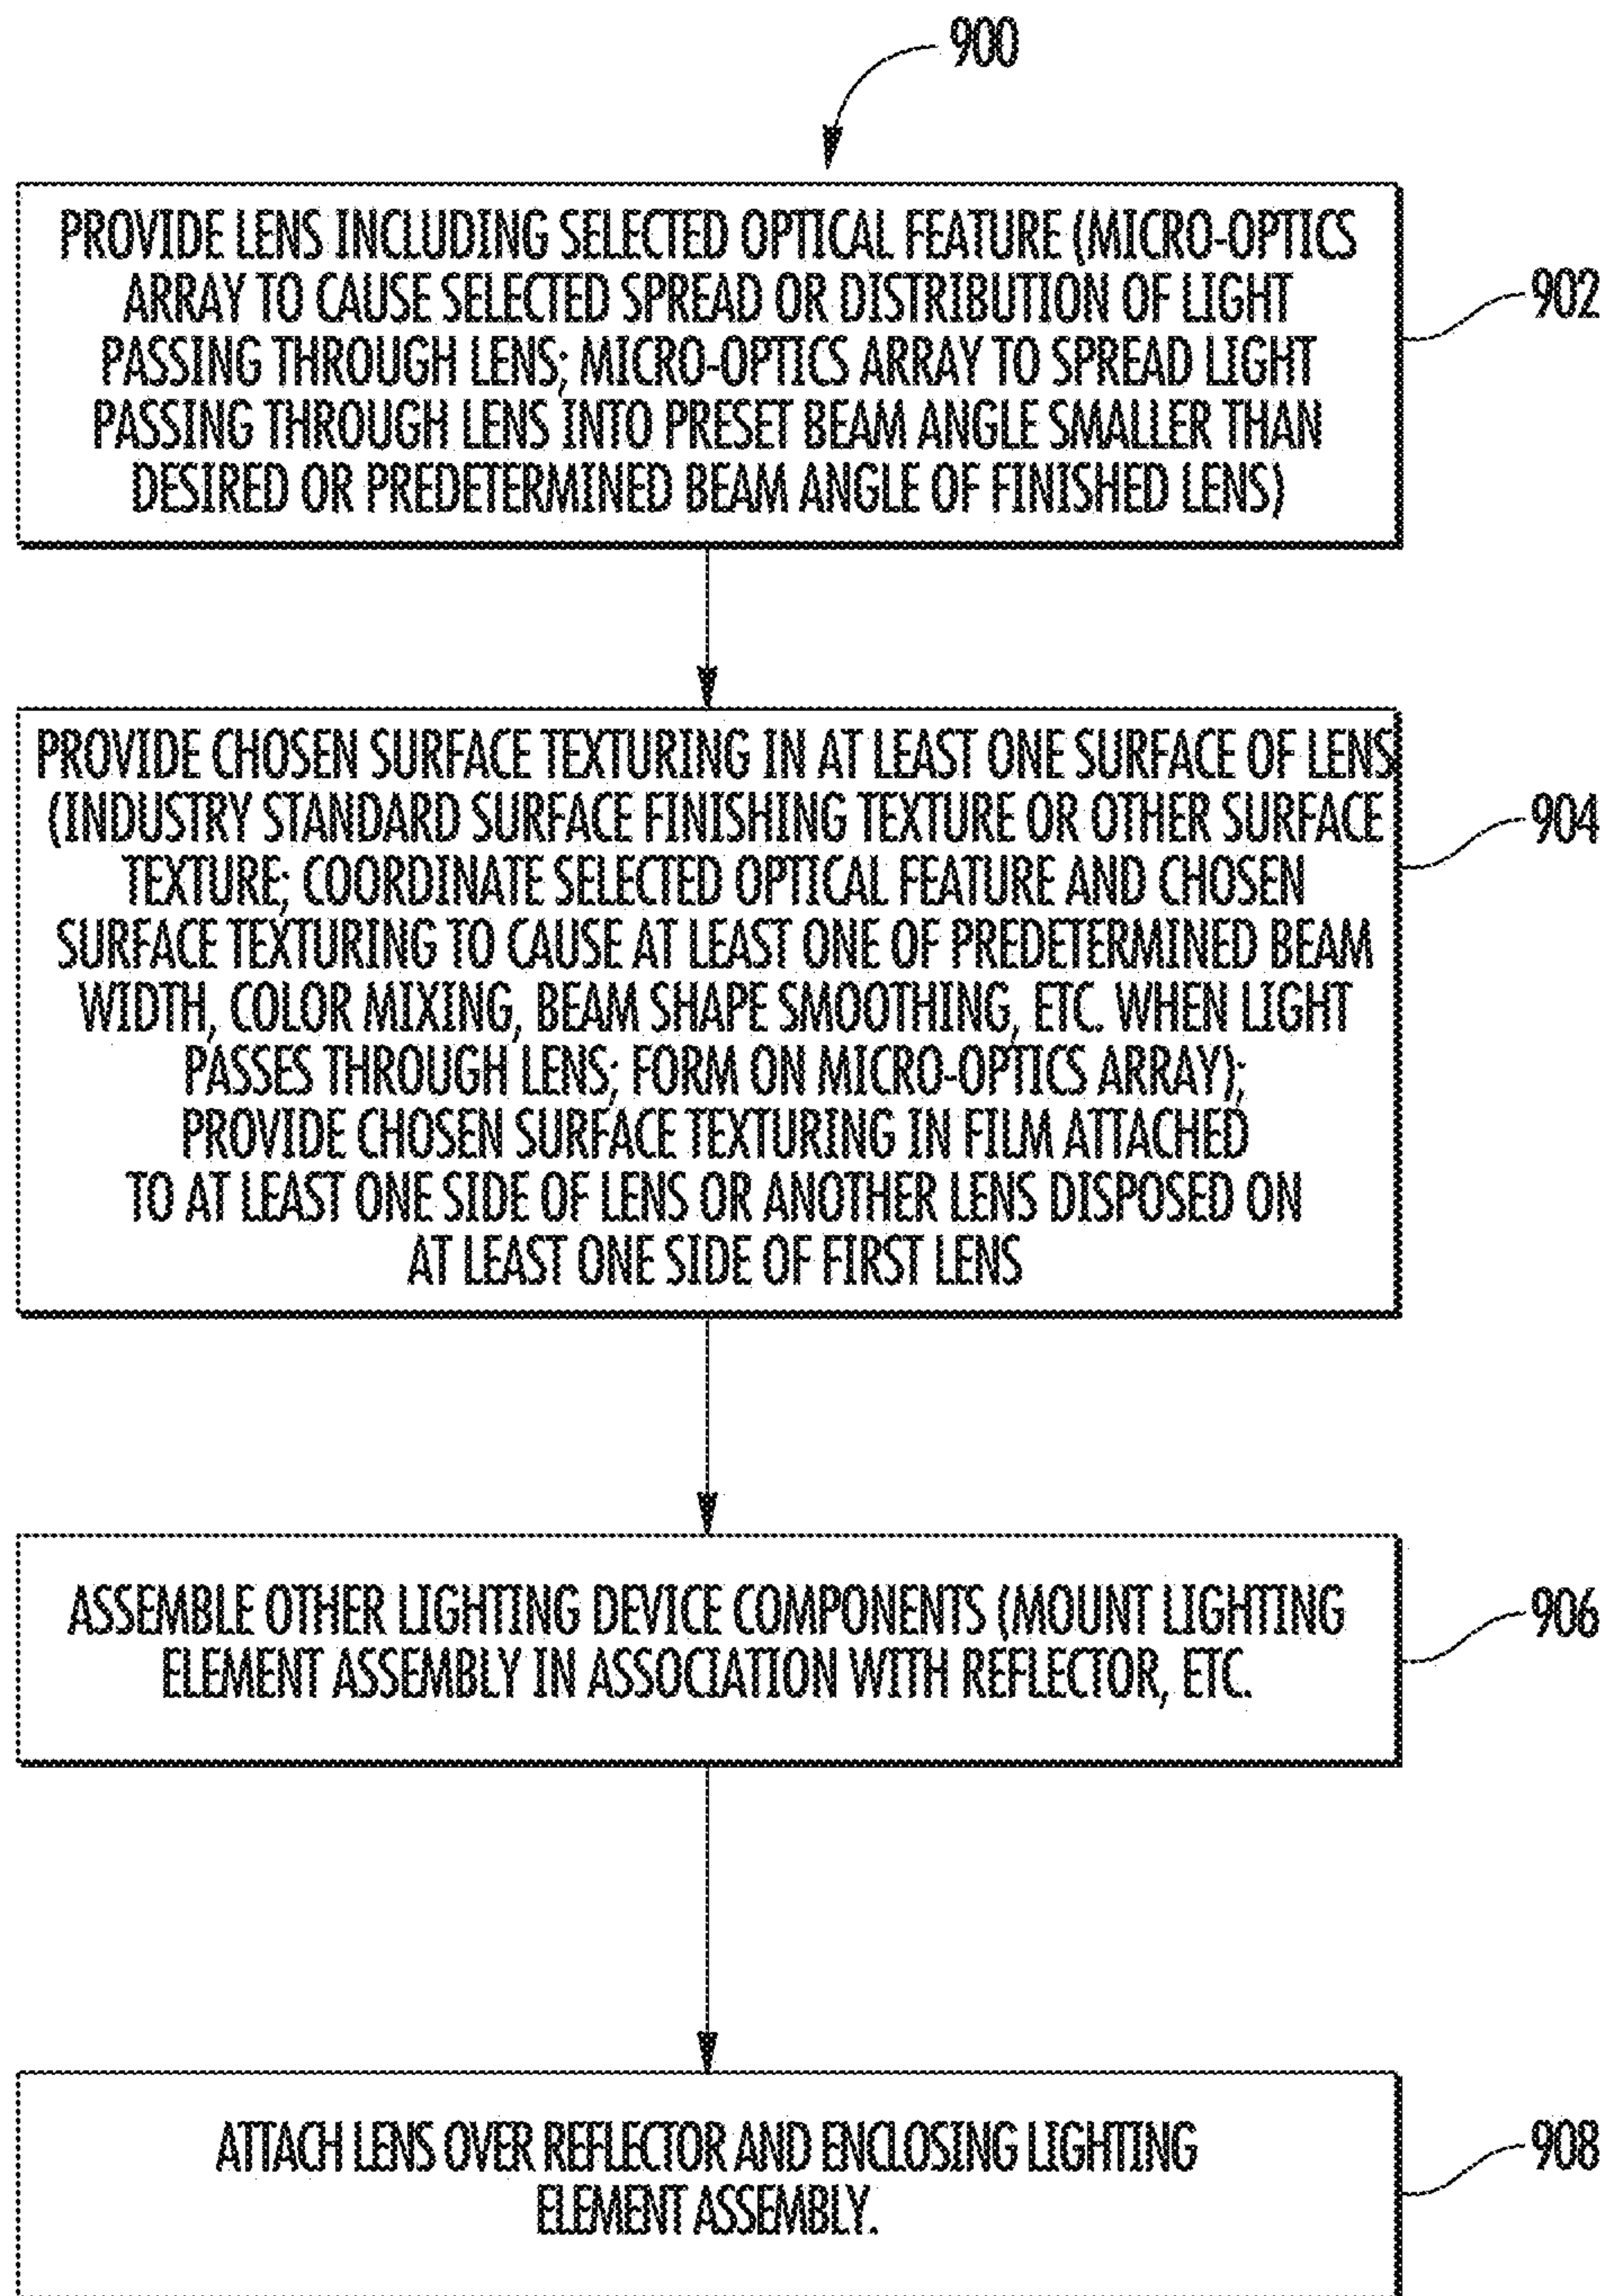 900
PROVIDE LENS INCLUDING SELECTED OPTICAL FEATURE (MICRO-OPTICS
ARRAY TO CAUSE SELECTED SPREAD OR DISTRIBUTION OF LIGHT
PASSING THROUGH LENS; MICRO-OPTICS ARRAY TO SPREAD LIGHT
PASSING THROUGH LENS INTO PRESET BEAM ANGLE SMALLER THAN
DESIRED OR PREDETERMINED BEAM ANGLE OF FINISHED LENS)
902
PROVIDE CHOSEN SURFACE TEXTURING IN AT LEAST ONE SURFACE OF LENS
(INDUSTRY STANDARD SURFACE FINISHING TEXTURE OR OTHER SURFACE
TEXTURE; COORDINATE SELECTED OPTICAL FEATURE AND CHOSEN
SURFACE TEXTURING TO CAUSE AT LEAST ONE OF PREDETERMINED BEAM
WIDTH, COLOR MIXING, BEAM SHAPE SMOOTHING, ETC. WHEN LIGHT
PASSES THROUGH LENS; FORM ON MICRO-OPTICS ARRAY);
PROVIDE CHOSEN SURFACE TEXTURING IN FILM ATTACHED
TO AT LEAST ONE SIDE OF LENS OR ANOTHER LENS DISPOSED ON
AT LEAST ONE SIDE OF FIRST LENS
904
ASSEMBLE OTHER LIGHTING DEVICE COMPONENTS (MOUNT LIGHTING
ELEMENT ASSEMBLY IN ASSOCIATION WITH REFLECTOR, ETC.
906
ATTACH LENS OVER REFLECTOR AND ENCLOSING LIGHTING
ELEMENT ASSEMBLY.
908